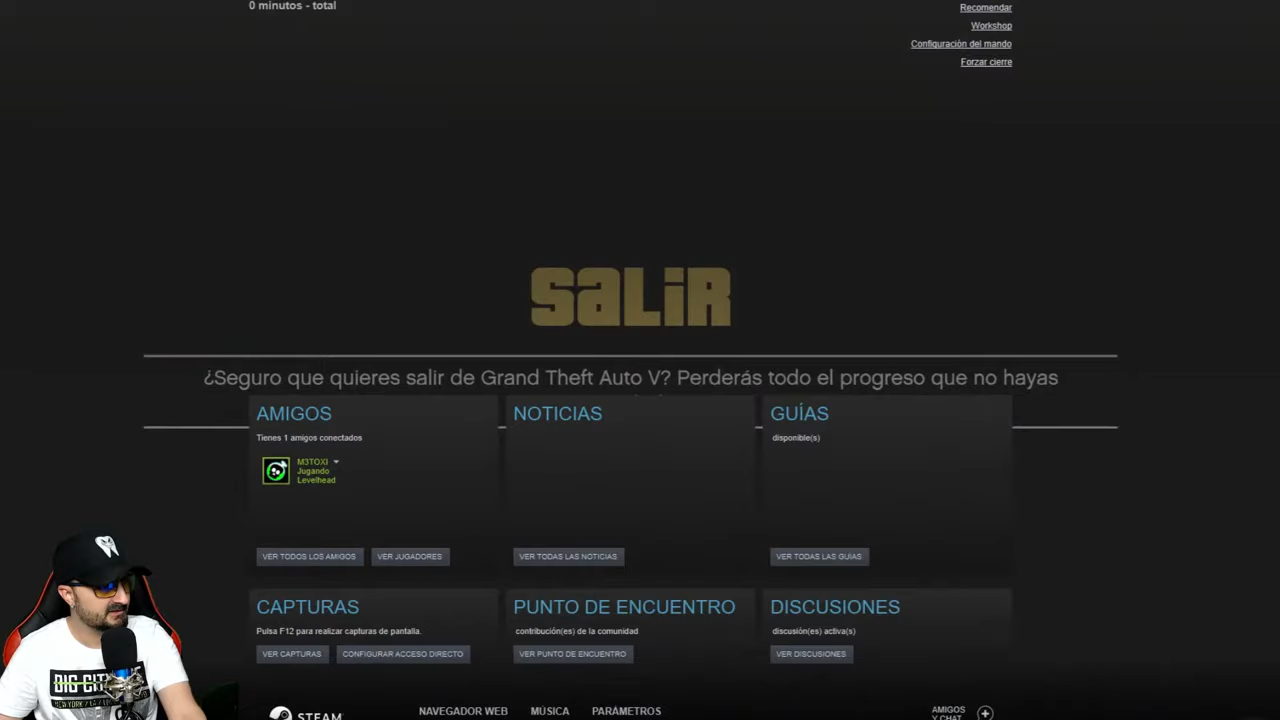 0 minutos - total
Recomendar
Workshop
Configuración del mando
Forzar cierre
SALIR
¿Seguro que quieres salir de Grand Theft Auto V? Perderás todo el progreso que no hayas
AMIGOS
Tienes 1 amigos conectados
M3TOXI
Jugando
Levelhead
VER TODOS LOS AMIGOS
VER JUGADORES
NOTICIAS
VER TODAS LAS NOTICIAS
GUÍAS
disponible(s)
VER TODAS LAS GUÍAS
CAPTURAS
Pulsa F12 para realizar capturas de pantalla.
VER CAPTURAS
CONFIGURAR ACCESO DIRECTO
PUNTO DE ENCUENTRO
contribución(es) de la comunidad
VER PUNTO DE ENCUENTRO
DISCUSIONES
discusión(es) activa(s)
VER DISCUSIONES
BIG CIT
STEAM
NAVEGADOR WEB
MÚSICA
PARÁMETROS
AMIGOS
Y CHAT